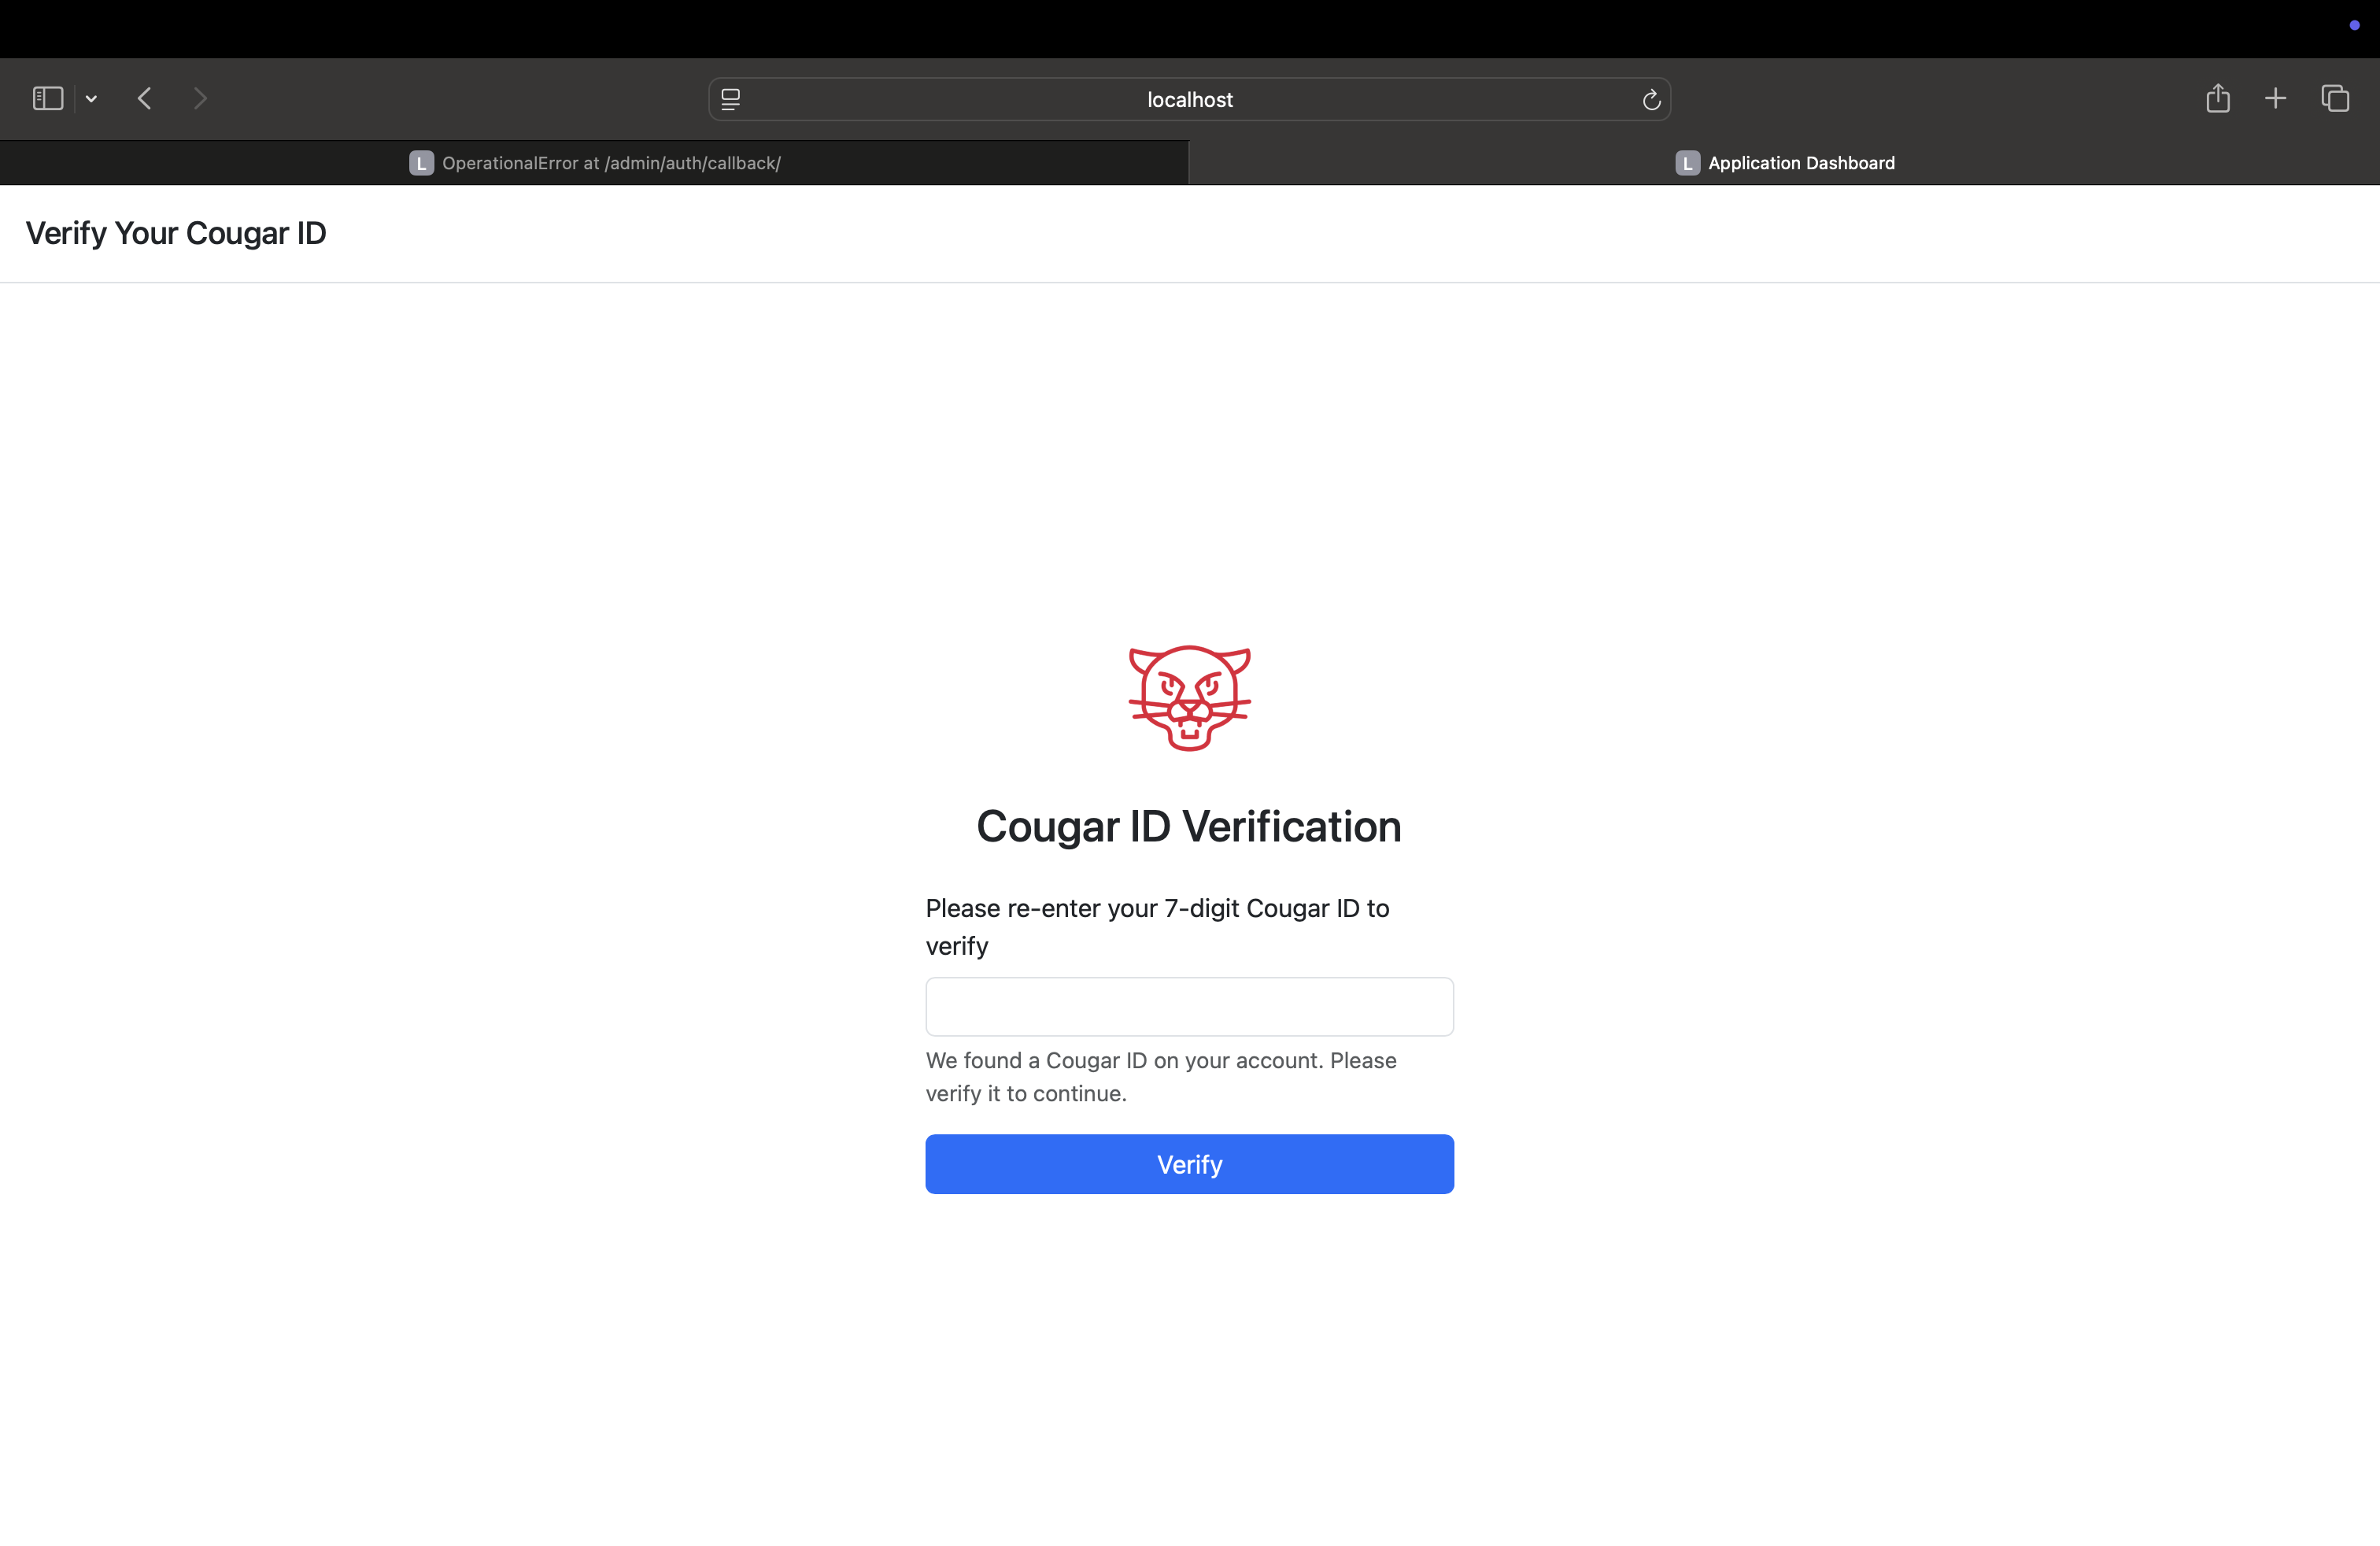 localhost
L OperationalError at /admin/auth/callback/
L Application Dashboard
Verify Your Cougar ID
Cougar ID Verification
Please re-enter your 7-digit Cougar ID to
verify
We found a Cougar ID on your account. Please
verify it to continue.
Verify